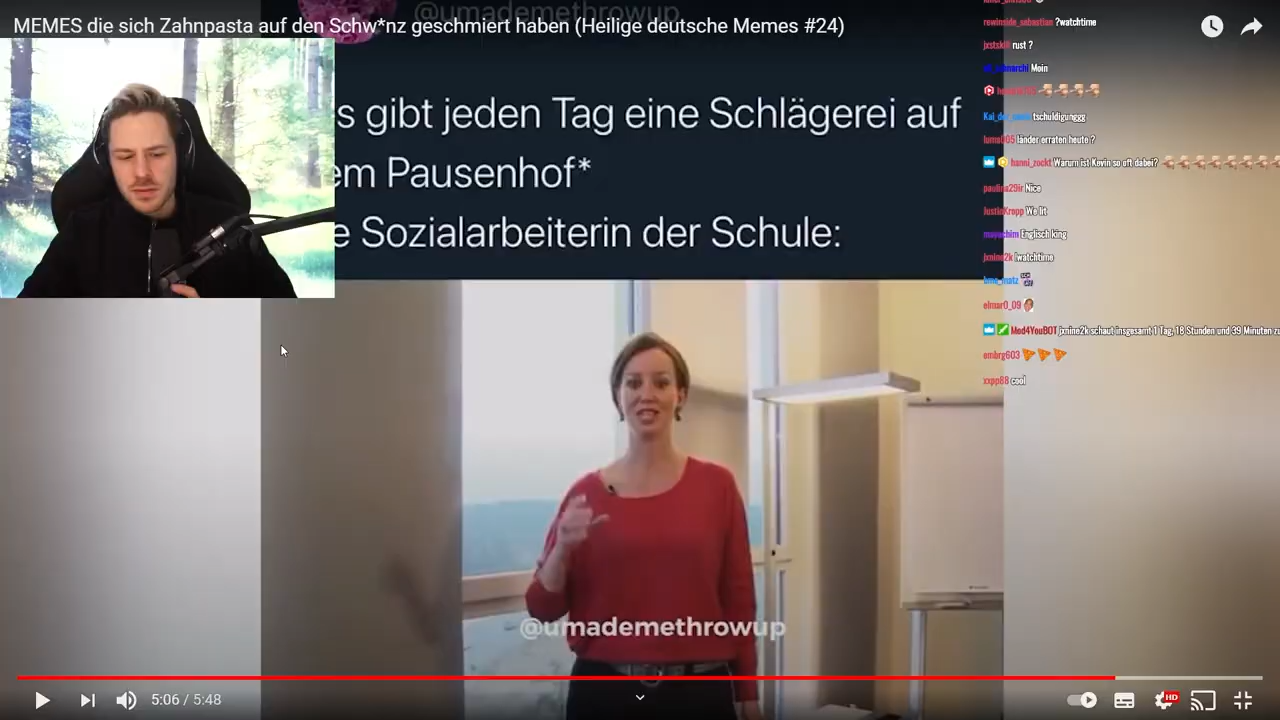 @umademethrowup
MEMES die sich Zahnpasta auf den Schw*nz geschmiert haben (Heilige deutsche Memes #24)
s gibt jeden Tag eine Schlägerei auf
em Pausenhof*
e Sozialarbeiterin der Schule:
@umademethrowup
rewinside_sebastian ?watchtime
rust ?
Moin
tschuldigunggg
länder erraten heute ?
hanni_zockt Warum ist Kevin so oft dabei?
Nice
We lit
Englisch king
jxnine2k !watchtime
elmar0_09
Mod4YouBOT jxnine2k schaut insgesamt 1 Tag, 18 Stunden und 39 Minuten zu
embrg603
xxpp88 cool
5:06 / 5:48
HD